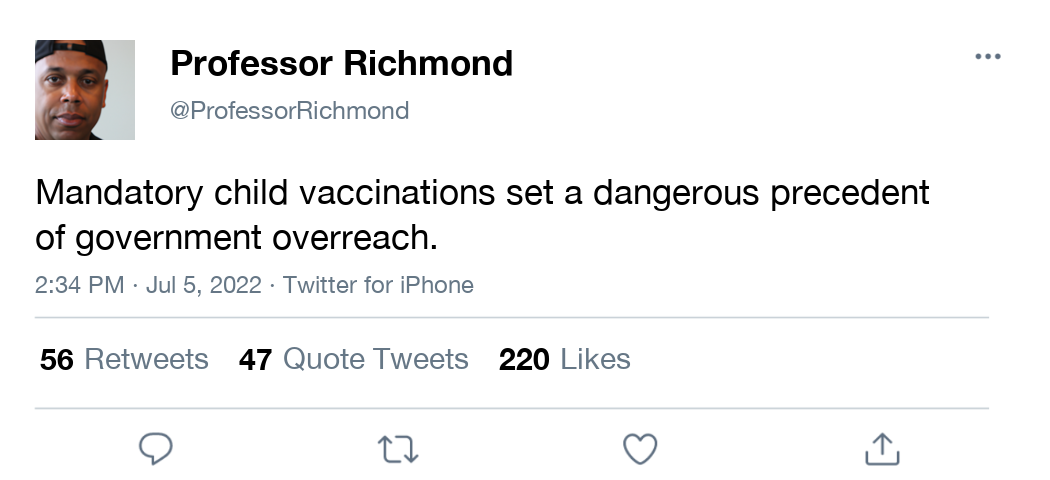 Professor Richmond
@ProfessorRichmond
Mandatory child vaccinations set a dangerous precedent
of government overreach.
2:34 PM · Jul 5, 2022 · Twitter for iPhone
56 Retweets 47 Quote Tweets 220 Likes